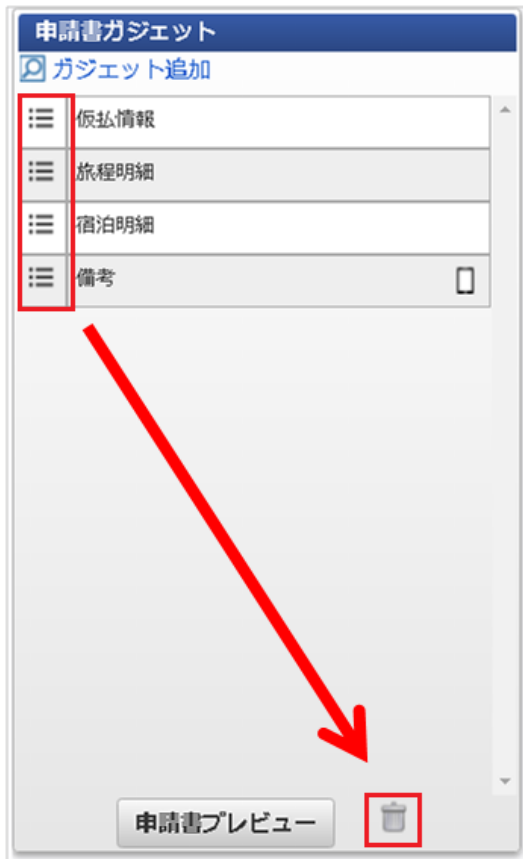 申請書ガジェット
ガジェット追加
仮払情報
旅程明細
宿泊明細
備考
申請書プレビュー